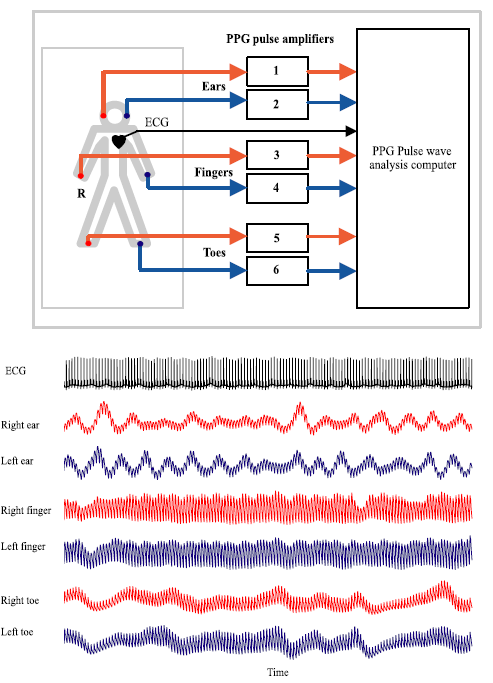 PPG pulse amplifiers
1
Ears
2
ECG
3
PPG Pulse wave
analysis computer
Fingers
4
R
5
Toes
6
ECG
Right ear
Left ear
Right finger
Left finger
Right toe
Left toe
Time